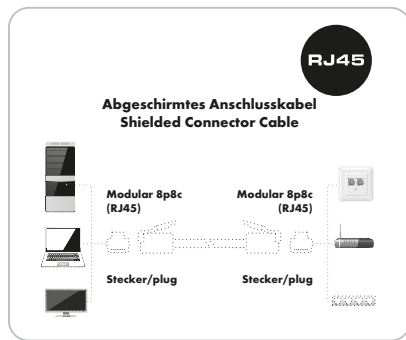 RJ45
Abgeschirmtes Anschlusskabel
Shielded Connector Cable
Modular 8p8c
(RJ45)
Modular 8p8c
(RJ45)
Stecker/plug
Stecker/plug